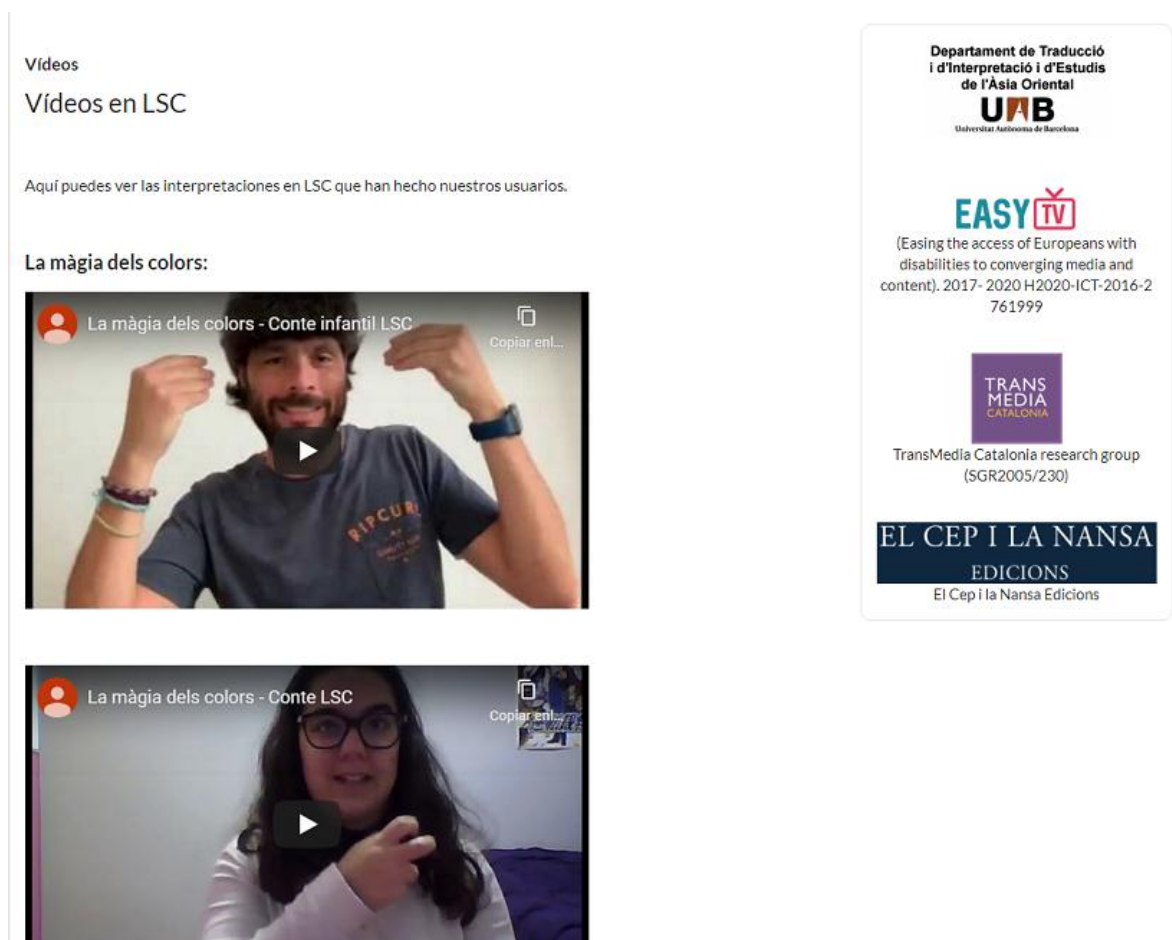 Vídeos
Vídeos en LSC
Aquí puedes ver las interpretaciones en LSC que han hecho nuestros usuarios.
La màgia dels colors:
La màgia dels colors - Conte infantil LSC
Copiar enl...
RIPCURL
La màgia dels colors - Conte LSC
Copiar enl...
Departament de Traducció
i d'Interpretació i d'Estudis
de l'Àsia Oriental
UAB
Universitat Autònoma de Barcelona
EASY TV
(Easing the access of Europeans with
disabilities to converging media and
content). 2017- 2020 H2020-ICT-2016-2
761999
TRANS
MEDIA
CATALONIA
TransMedia Catalonia research group
(SGR2005/230)
EL CEP I LA NANSA
EDICIONS
El Cep i la Nansa Edicions